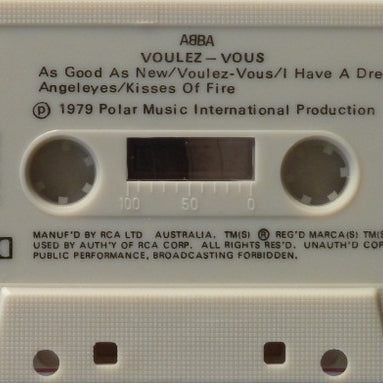 ABBA
VOULEZ-VOUS
As Good As New/Voulez-Vous/I Have A Dre
Angeleyes/Kisses Of Fire
Ⓟ 1979 Polar Music International Production
100 50 0
MANUF'D BY RCA LTD AUSTRALIA. TM(S) ® REG'D MARCA(S) TM(S
USED BY AUTH'Y OF RCA CORP. ALL RIGHTS RES'D. UNAUTH'D COP
PUBLIC PERFORMANCE, BROADCASTING FORBIDDEN.